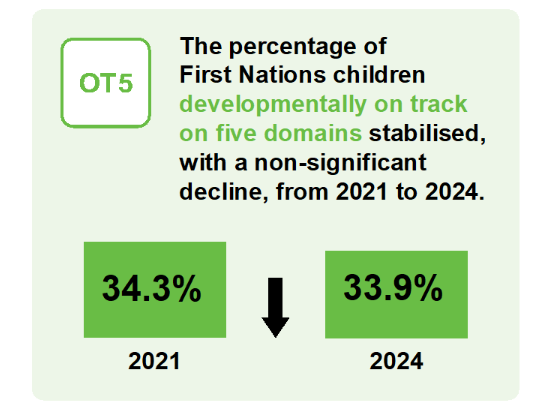 OT5
The percentage of
First Nations children
developmentally on track
on five domains stabilised,
with a non-significant
decline, from 2021 to 2024.
34.3%
33.9%
2021
2024